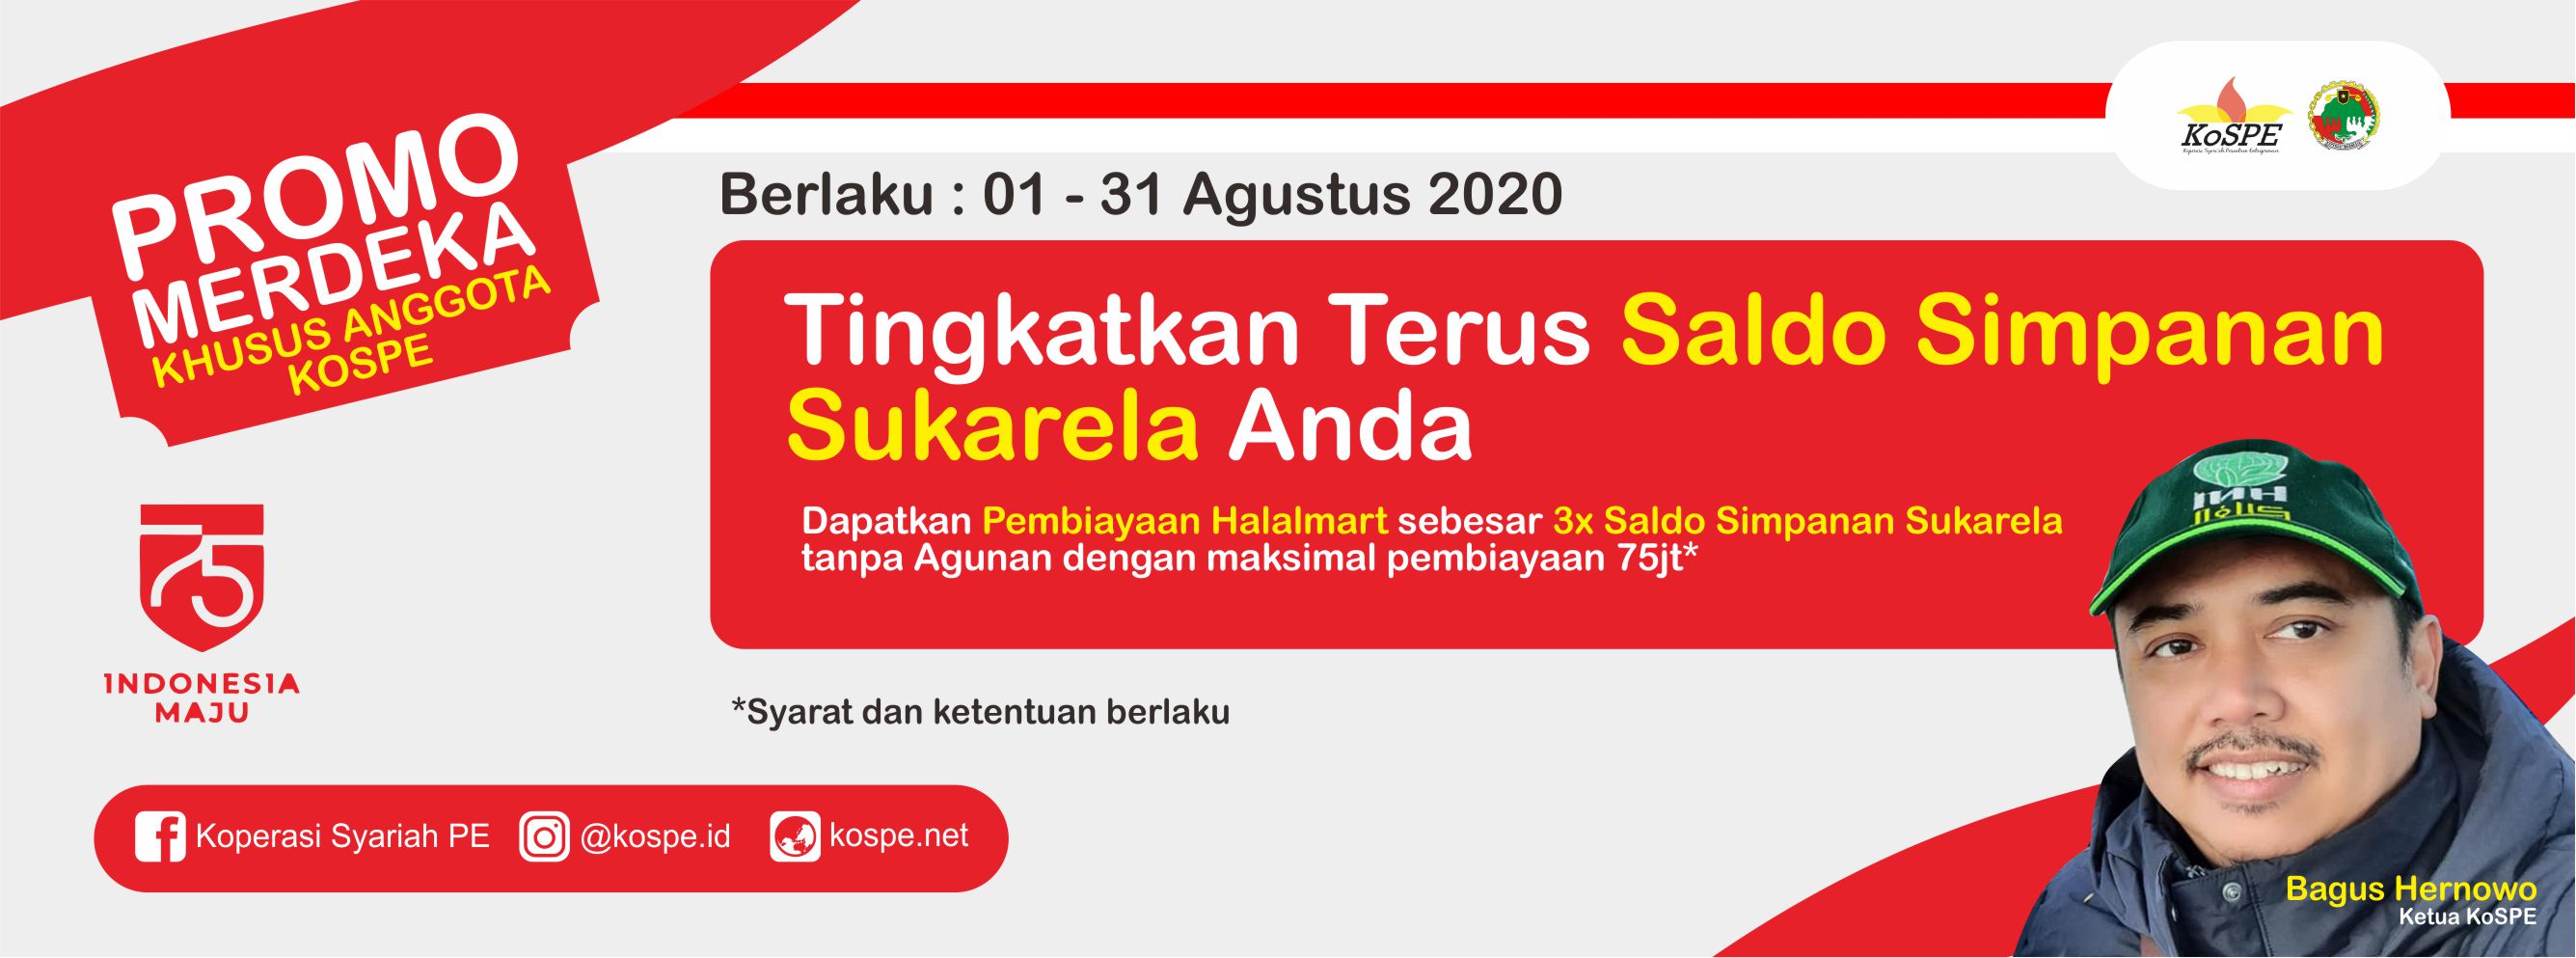 PROMO
MERDEKA
KHUSUS ANGGOTA
KOSPE
75
INDONESIA
MAJU
KoSPE
Berlaku : 01 - 31 Agustus 2020
Tingkatkan Terus Saldo Simpanan
Sukarela Anda
Dapatkan Pembiayaan Halalmart sebesar 3x Saldo Simpanan Sukarela
tanpa Agunan dengan maksimal pembiayaan 75jt*
*Syarat dan ketentuan berlaku
Koperasi Syariah PE @kospe.id kospe.net
Bagus Hernowo
Ketua KoSPE